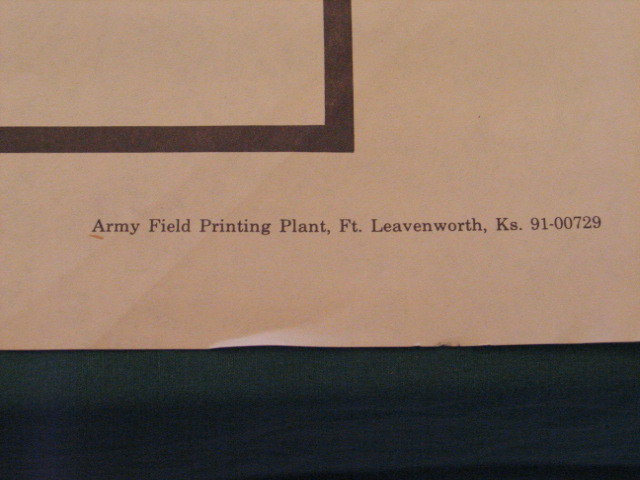 Army Field Printing Plant, Ft. Leavenworth, Ks. 91-00729